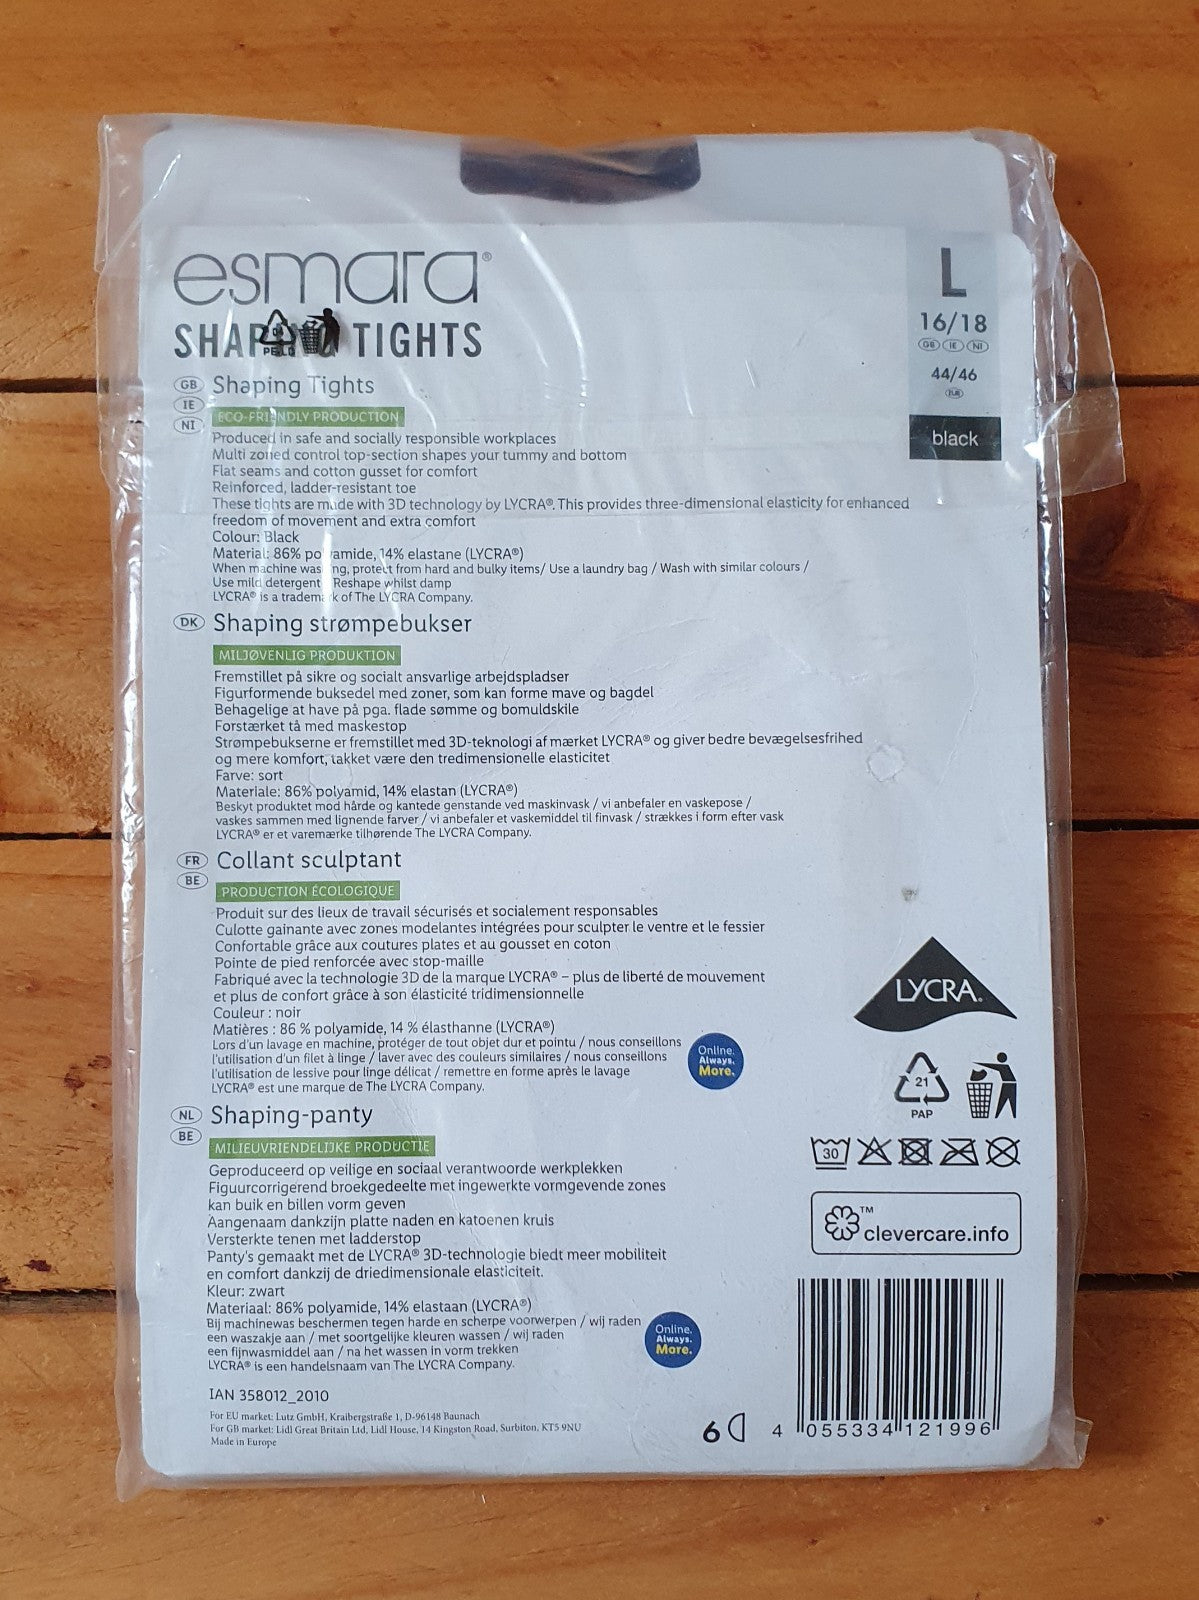 esmara®
SHAPING TIGHTS
04
PE-LD
L
16/18
GB IE NI
44/46
EUR
black
GB Shaping Tights
IE
NI
ECO-FRIENDLY PRODUCTION
Produced in safe and socially responsible workplaces
Multi zoned control top-section shapes your tummy and bottom
Flat seams and cotton gusset for comfort
Reinforced, ladder-resistant toe
These tights are made with 3D technology by LYCRA®. This provides three-dimensional elasticity for enhanced
freedom of movement and extra comfort
Colour: Black
Material: 86% polyamide, 14% elastane (LYCRA®)
When machine washing, protect from hard and bulky items/ Use a laundry bag / Wash with similar colours /
Use mild detergent / Reshape whilst damp
LYCRA® is a trademark of The LYCRA Company.
DK Shaping strømpebukser
MILJØVENLIG PRODUKTION
Fremstillet på sikre og socialt ansvarlige arbejdspladser
Figurformende buksedel med zoner, som kan forme mave og bagdel
Behagelige at have på pga. flade sømme og bomuldskile
Forstærket tå med maskestop
Strømpebukserne er fremstillet med 3D-teknologi af mærket LYCRA® og giver bedre bevægelsesfrihed
og mere komfort, takket være den tredimensionelle elasticitet
Farve: sort
Materiale: 86% polyamid, 14% elastan (LYCRA®)
Beskyt produktet mod hårde og kantede genstande ved maskinvask / vi anbefaler en vaskepose /
vaskes sammen med lignende farver / vi anbefaler et vaskemiddel til finvask / strækkes i form efter vask
LYCRA® er et varemærke tilhørende The LYCRA Company.
FR Collant sculptant
BE
PRODUCTION ÉCOLOGIQUE
Produit sur des lieux de travail sécurisés et socialement responsables
Culotte gainante avec zones modelantes intégrées pour sculpter le ventre et le fessier
Confortable grâce aux coutures plates et au gousset en coton
Pointe de pied renforcée avec stop-maille
Fabriqué avec la technologie 3D de la marque LYCRA® – plus de liberté de mouvement
et plus de confort grâce à son élasticité tridimensionnelle
Couleur : noir
Matières : 86 % polyamide, 14 % élasthanne (LYCRA®)
Lors d'un lavage en machine, protéger de tout objet dur et pointu / nous conseillons
l'utilisation d'un filet à linge / laver avec des couleurs similaires / nous conseillons
l'utilisation de lessive pour linge délicat / remettre en forme après le lavage
LYCRA® est une marque de The LYCRA Company.
Online.
Always.
More.
NL Shaping-panty
BE
MILIEUVRIENDELIJKE PRODUCTIE
Geproduceerd op veilige en sociaal verantwoorde werkplekken
Figuurcorrigerend broekgedeelte met ingewerkte vormgevende zones
kan buik en billen vorm geven
Aangenaam dankzijn platte naden en katoenen kruis
Versterkte tenen met ladderstop
Panty's gemaakt met de LYCRA® 3D-technologie biedt meer mobiliteit
en comfort dankzij de driedimensionale elasticiteit.
Kleur: zwart
Materiaal: 86% polyamide, 14% elastaan (LYCRA®)
Bij machinewas beschermen tegen harde en scherpe voorwerpen / wij raden
een waszakje aan / met soortgelijke kleuren wassen / wij raden
een fijnwasmiddel aan / na het wassen in vorm trekken
LYCRA® is een handelsnaam van The LYCRA Company.
Online.
Always.
More.
IAN 358012_2010
For EU market: Lutz GmbH, Kraibergstraße 1, D-96148 Baunach
For GB market: Lidl Great Britain Ltd, Lidl House, 14 Kingston Road, Surbiton, KT5 9NU
Made in Europe
LYCRA®
21
PAP
30
™
clevercare.info
6
4 055334 121996